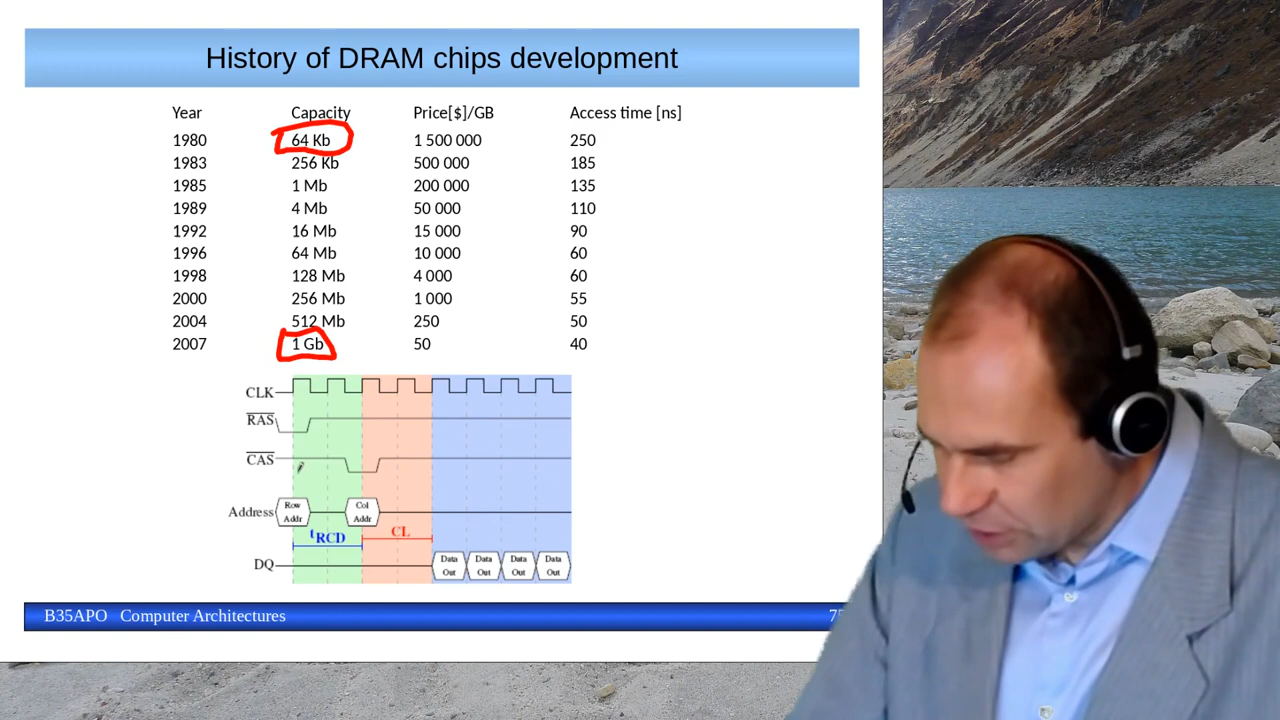 History of DRAM chips development
Year Capacity Price[$]/GB Access time [ns]
1980 64 Kb 1 500 000 250
1983 256 Kb 500 000 185
1985 1 Mb 200 000 135
1989 4 Mb 50 000 110
1992 16 Mb 15 000 90
1996 64 Mb 10 000 60
1998 128 Mb 4 000 60
2000 256 Mb 1 000 55
2004 512 Mb 250 50
2007 1 Gb 50 40
CLK
RAS
CAS
Address Row Addr Col Addr
tRCD CL
DQ Data Out Data Out Data Out Data Out
B35APO Computer Architectures